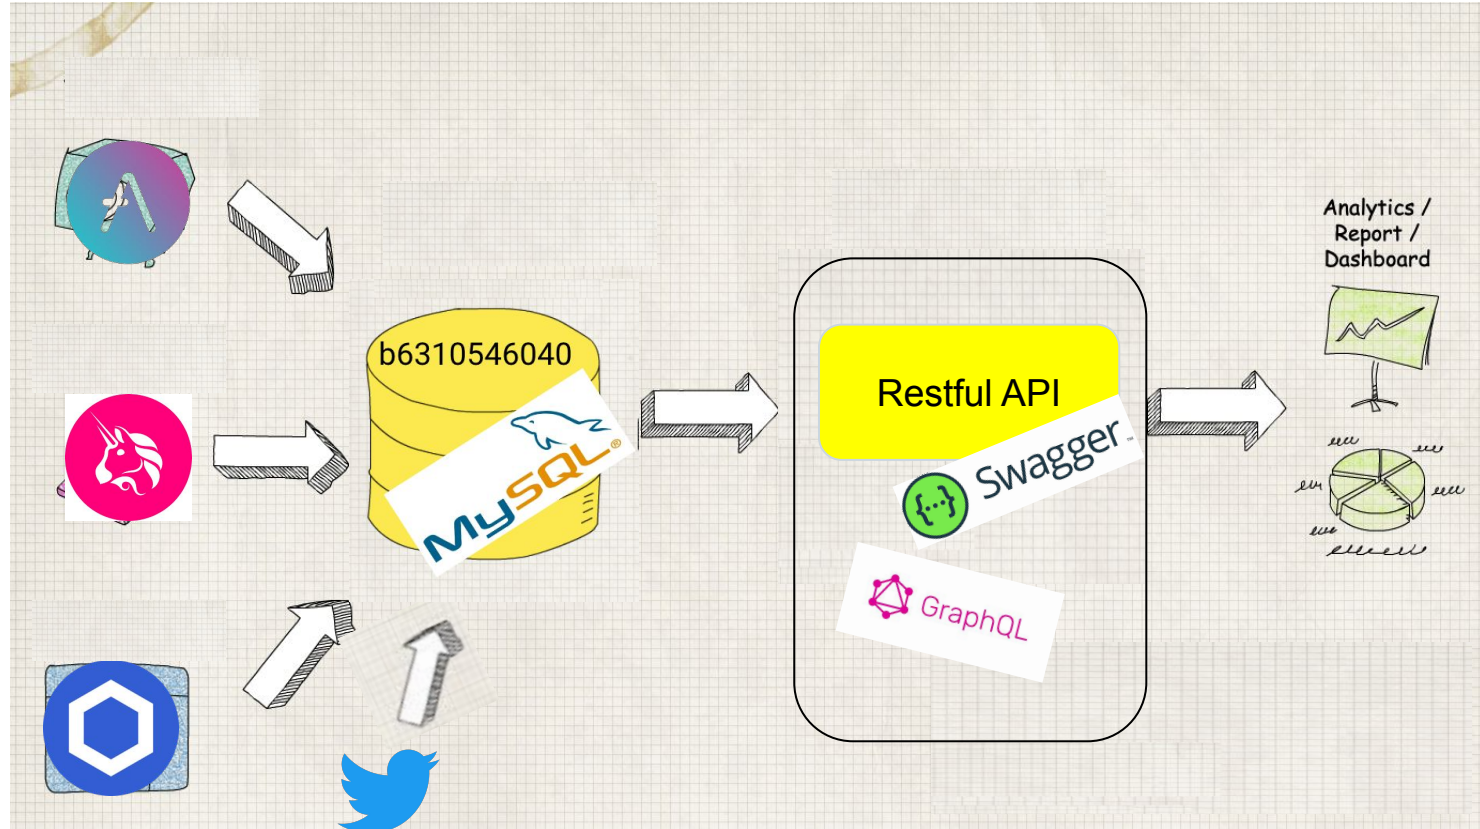 b6310546040
MySQL®
Restful API
Swagger
GraphQL
Analytics /
Report /
Dashboard